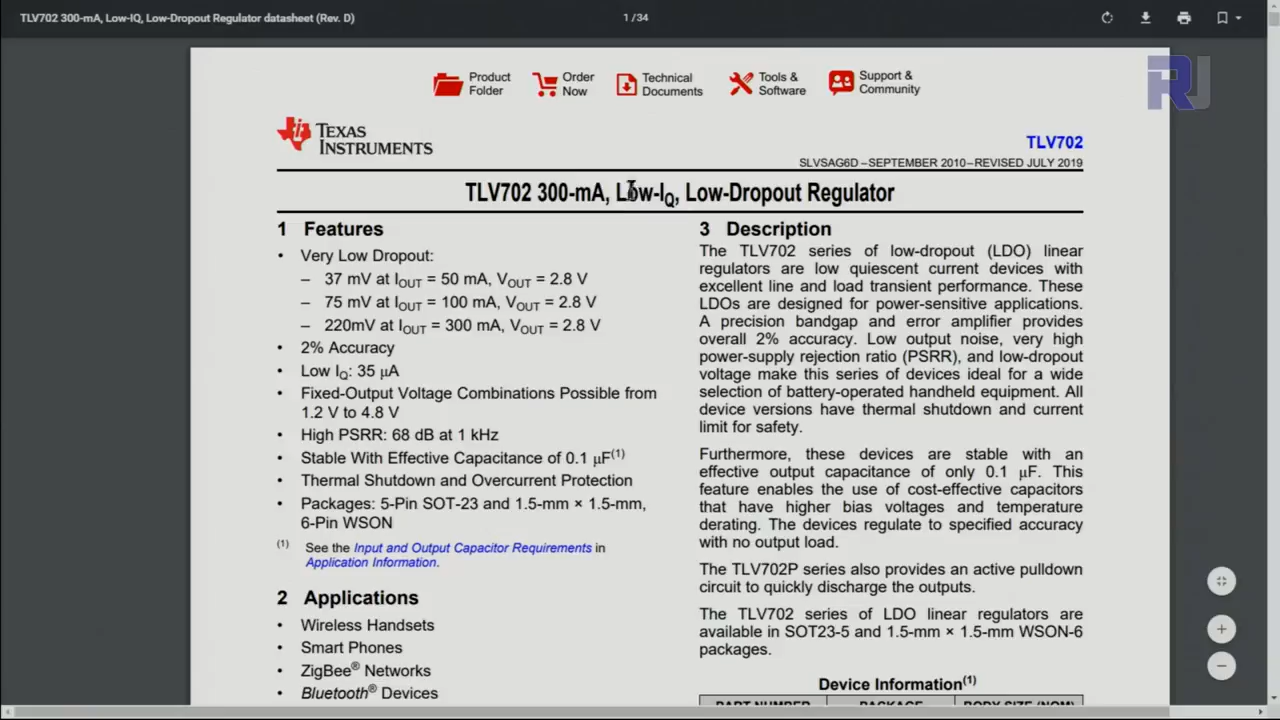 TLV702 300-mA, Low-IQ, Low-Dropout Regulator datasheet (Rev. D)
1 / 34
Product Folder
Order Now
Technical Documents
Tools & Software
Support & Community
RJ
TEXAS INSTRUMENTS
TLV702
SLVSAG6D – SEPTEMBER 2010 – REVISED JULY 2019
TLV702 300-mA, Low-IQ, Low-Dropout Regulator
1 Features
• Very Low Dropout:
– 37 mV at IOUT = 50 mA, VOUT = 2.8 V
– 75 mV at IOUT = 100 mA, VOUT = 2.8 V
– 220mV at IOUT = 300 mA, VOUT = 2.8 V
• 2% Accuracy
• Low IQ: 35 μA
• Fixed-Output Voltage Combinations Possible from
1.2 V to 4.8 V
• High PSRR: 68 dB at 1 kHz
• Stable With Effective Capacitance of 0.1 μF(1)
• Thermal Shutdown and Overcurrent Protection
• Packages: 5-Pin SOT-23 and 1.5-mm × 1.5-mm,
6-Pin WSON
(1) See the Input and Output Capacitor Requirements in
Application Information.
2 Applications
• Wireless Handsets
• Smart Phones
• ZigBee® Networks
• Bluetooth® Devices
3 Description
The TLV702 series of low-dropout (LDO) linear
regulators are low quiescent current devices with
excellent line and load transient performance. These
LDOs are designed for power-sensitive applications.
A precision bandgap and error amplifier provides
overall 2% accuracy. Low output noise, very high
power-supply rejection ratio (PSRR), and low-dropout
voltage make this series of devices ideal for a wide
selection of battery-operated handheld equipment. All
device versions have thermal shutdown and current
limit for safety.
Furthermore, these devices are stable with an
effective output capacitance of only 0.1 μF. This
feature enables the use of cost-effective capacitors
that have higher bias voltages and temperature
derating. The devices regulate to specified accuracy
with no output load.
The TLV702P series also provides an active pulldown
circuit to quickly discharge the outputs.
The TLV702 series of LDO linear regulators are
available in SOT23-5 and 1.5-mm × 1.5-mm WSON-6
packages.
Device Information(1)
PART NUMBER PACKAGE BODY SIZE (NOM)